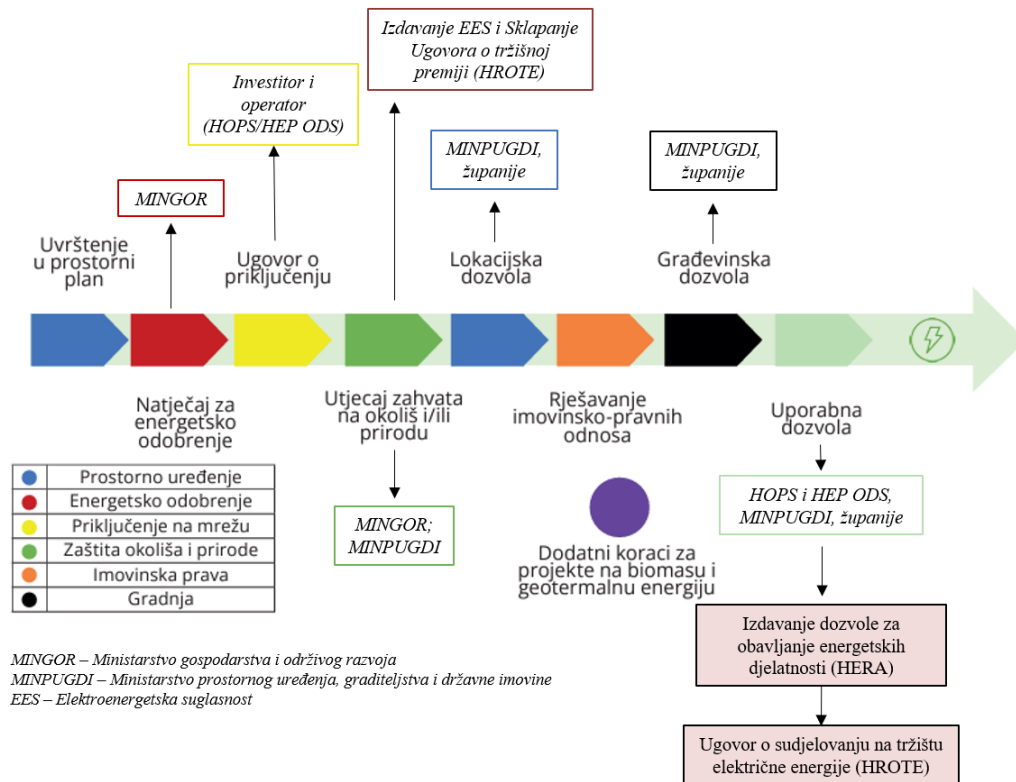 Izdavanje EES i Sklapanje
Ugovora o tržišnoj
premiji (HROTE)
Investitor i
operator
(HOPS/HEP ODS)
MINPUGDI,
županije
MINPUGDI,
županije
MINGOR
Uvrštenje
u prostorni
plan
Ugovor o
priključenju
Lokacijska
dozvola
Građevinska
dozvola
Natječaj za
energetsko
odobrenje
Utjecaj zahvata
na okoliš i/ili
prirodu
Rješavanje
imovinsko-pravnih
odnosa
Uporabna
dozvola
Prostorno uređenje
Energetsko odobrenje
Priključenje na mrežu
Zaštita okoliša i prirode
Imovinska prava
Gradnja
MINGOR;
MINPUGDI
Dodatni koraci za
projekte na biomasu i
geotermalnu energiju
HOPS i HEP ODS,
MINPUGDI, županije
Izdavanje dozvole za
obavljanje energetskih
djelatnosti (HERA)
Ugovor o sudjelovanju na tržištu
električne energije (HROTE)
MINGOR – Ministarstvo gospodarstva i održivog razvoja
MINPUGDI – Ministarstvo prostornog uređenja, graditeljstva i državne imovine
EES – Elektroenergetska suglasnost